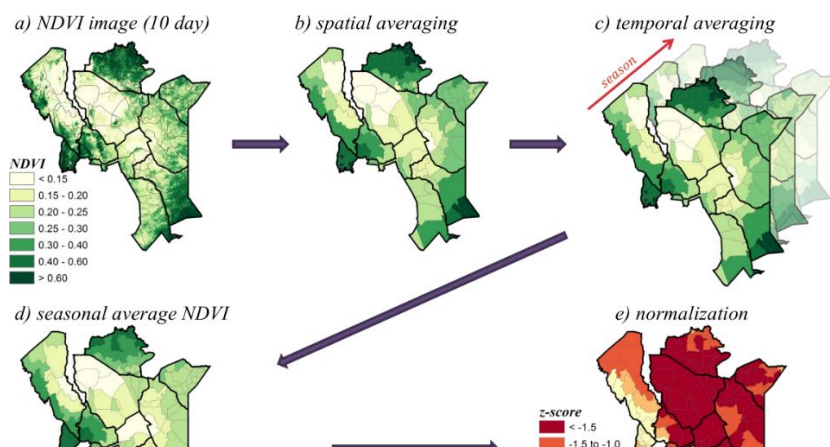 a) NDVI image (10 day)
b) spatial averaging
c) temporal averaging
season
NDVI
< 0.15
0.15 - 0.20
0.20 - 0.25
0.25 - 0.30
0.30 - 0.40
0.40 - 0.60
> 0.60
d) seasonal average NDVI
e) normalization
z-score
< -1.5
-1.5 to -1.0